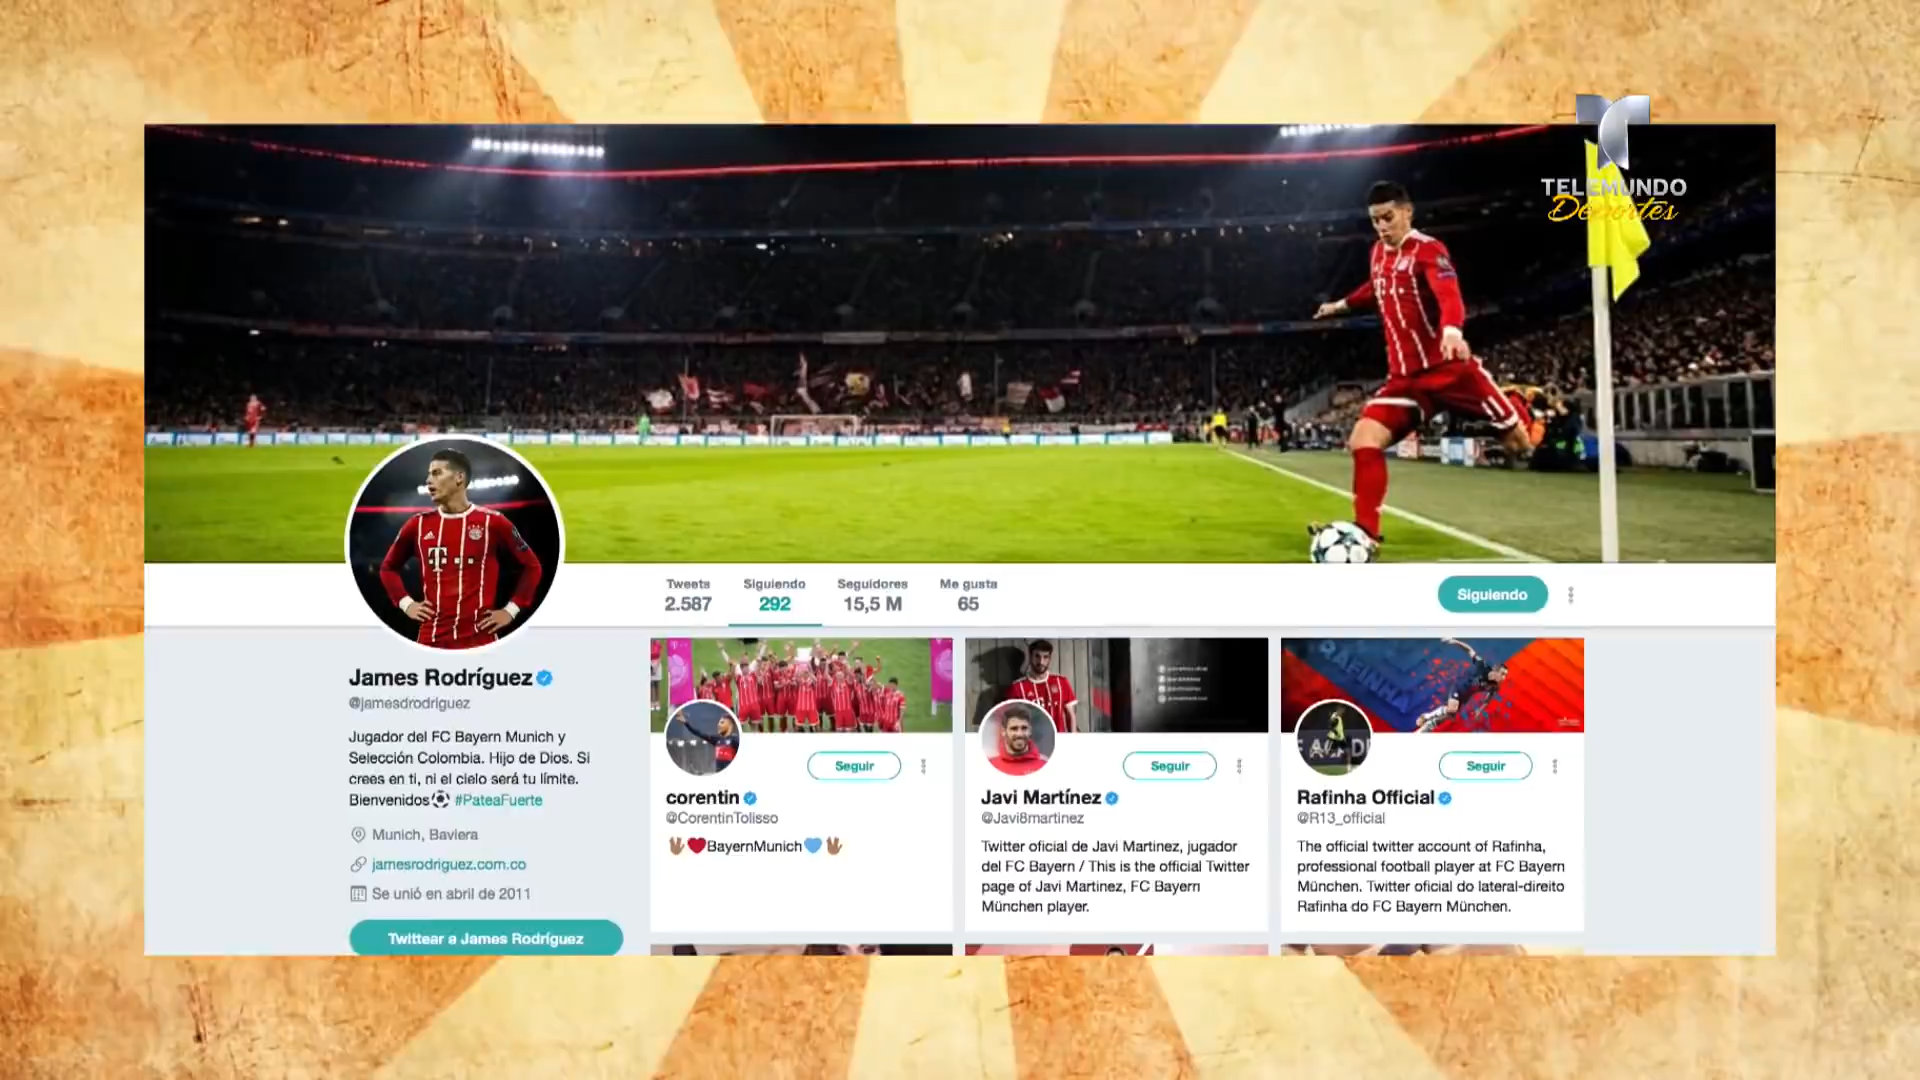 TELEMUNDO
Deportes
Tweets
2.587
Siguiendo
292
Seguidores
15,5 M
Me gusta
65
Siguiendo
James Rodríguez
@jamesdrodriguez
Jugador del FC Bayern Munich y
Selección Colombia. Hijo de Dios. Si
crees en ti, ni el cielo será tu límite.
Bienvenidos⚽ #PateaFuerte
Munich, Baviera
jamesrodriguez.com.co
Se unió en abril de 2011
Twittear a James Rodríguez
Seguir
corentin
@CorentinTolisso
🖖🏽❤️BayernMunich💙🖖🏽
Seguir
Javi Martínez
@Javi8martinez
Twitter oficial de Javi Martinez, jugador
del FC Bayern / This is the official Twitter
page of Javi Martinez, FC Bayern
München player.
RAFINHA
Seguir
Rafinha Official
@R13_official
The official twitter account of Rafinha,
professional football player at FC Bayern
München. Twitter oficial do lateral-direito
Rafinha do FC Bayern München.